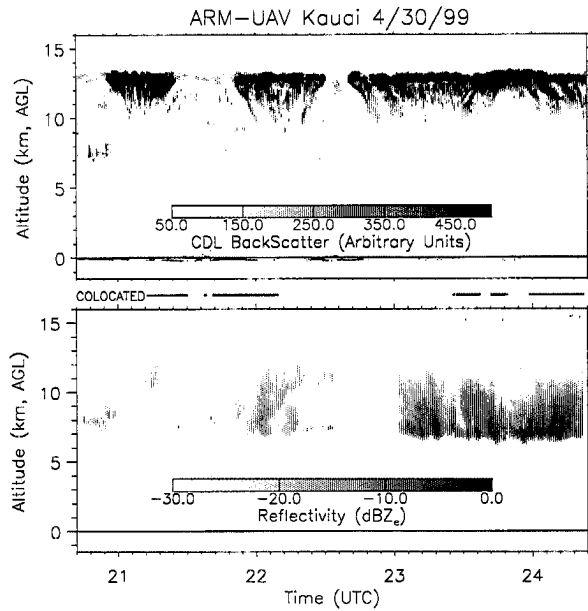 ARM-UAV Kauai 4/30/99
15
10
5
0
Altitude (km, AGL)
50.0 150.0 250.0 350.0 450.0
CDL BackScatter (Arbitrary Units)
COLOCATED
15
10
5
0
Altitude (km, AGL)
-30.0 -20.0 -10.0 0.0
Reflectivity (dBZe)
21 22 23 24
Time (UTC)